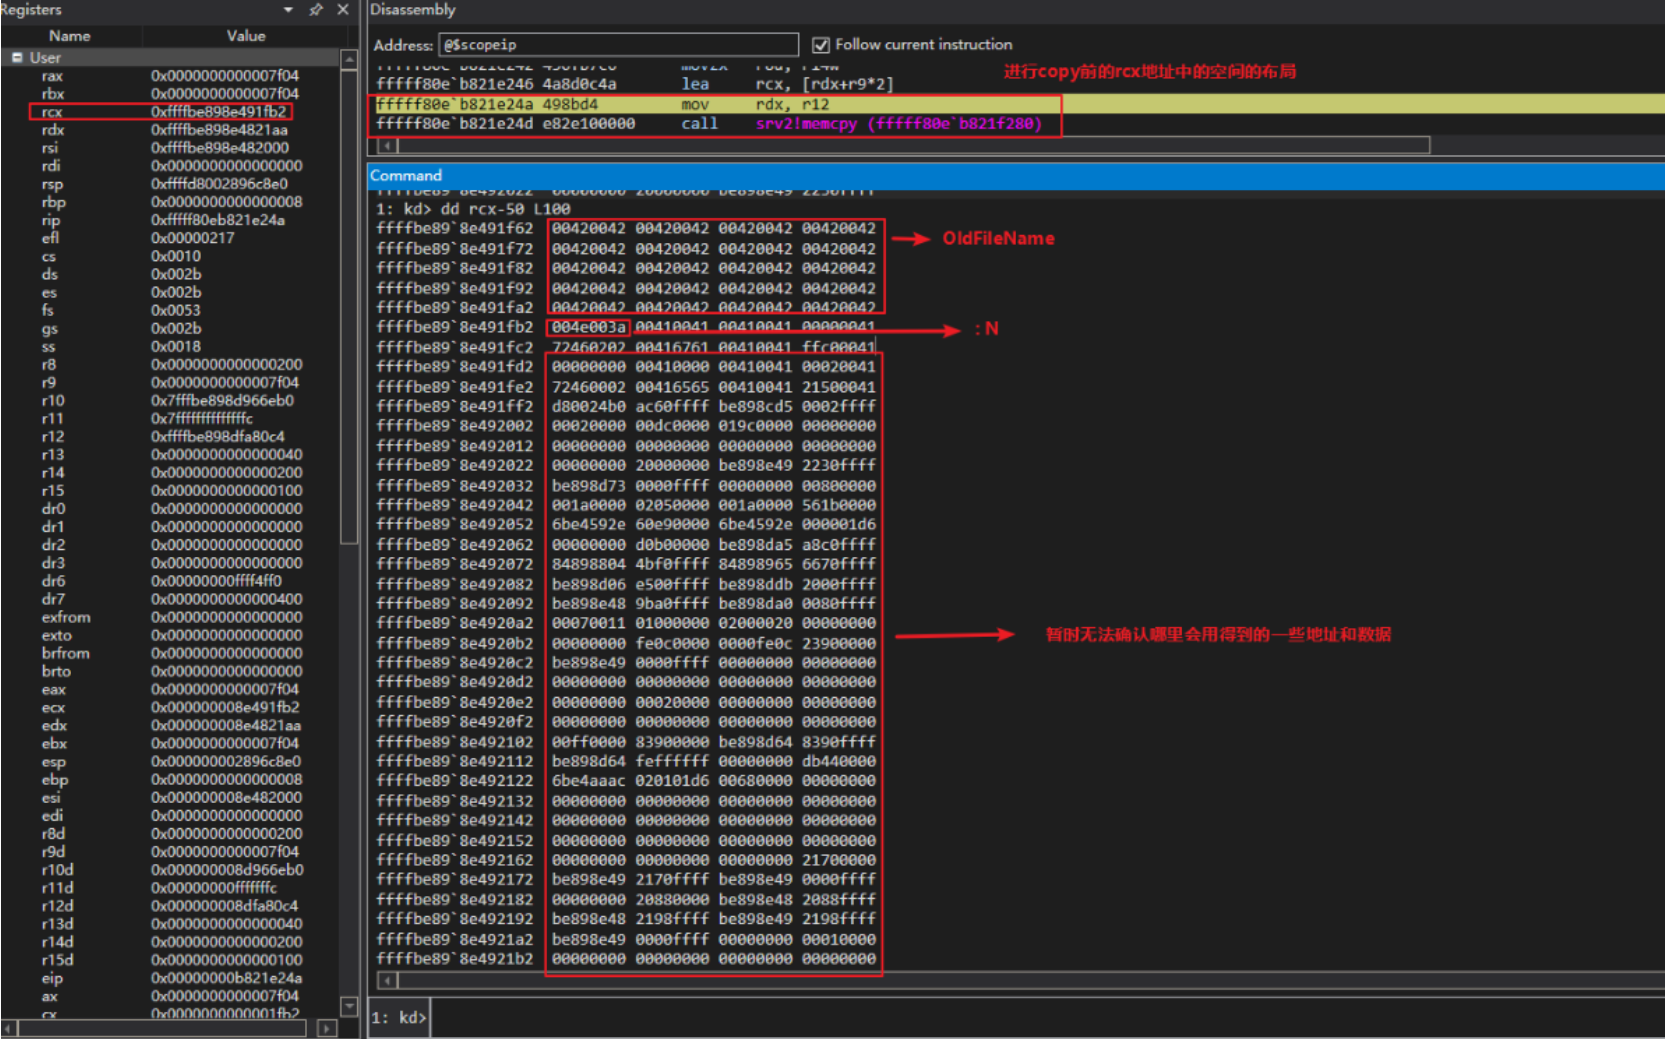 Registers
Name Value
User
rax 0x0000000000007f04
rbx 0x0000000000007f04
rcx 0xffffbe898e491fb2
rdx 0xffffbe898e4821aa
rsi 0xffffbe898e482000
rdi 0x0000000000000000
rsp 0xffffd8002896c8e0
rbp 0x0000000000000008
rip 0xfffff80eb821e24a
efl 0x00000217
cs 0x0010
ds 0x002b
es 0x002b
fs 0x0053
gs 0x002b
ss 0x0018
r8 0x0000000000000200
r9 0x0000000000007f04
r10 0x7fffbe898d966eb0
r11 0x7ffffffffffffffc
r12 0xffffbe898dfa80c4
r13 0x0000000000000040
r14 0x0000000000000200
r15 0x0000000000000100
dr0 0x0000000000000000
dr1 0x0000000000000000
dr2 0x0000000000000000
dr3 0x0000000000000000
dr6 0x00000000ffff4ff0
dr7 0x0000000000000400
exfrom 0x0000000000000000
exto 0x0000000000000000
brfrom 0x0000000000000000
brto 0x0000000000000000
eax 0x0000000000007f04
ecx 0x000000008e491fb2
edx 0x000000008e4821aa
ebx 0x0000000000007f04
esp 0x000000002896c8e0
ebp 0x0000000000000008
esi 0x000000008e482000
edi 0x0000000000000000
r8d 0x0000000000000200
r9d 0x0000000000007f04
r10d 0x000000008d966eb0
r11d 0x00000000fffffffc
r12d 0x000000008dfa80c4
r13d 0x0000000000000040
r14d 0x0000000000000200
r15d 0x0000000000000100
eip 0x00000000b821e24a
ax 0x0000000000007f04
cx 0x0000000000001fb2
Disassembly
Address: @$scopeip Follow current instruction
进行copy前的rcx地址中的空间的布局
fffff80e`b821e246 4a8d0c4a lea rcx, [rdx+r9*2]
fffff80e`b821e24a 498bd4 mov rdx, r12
fffff80e`b821e24d e82e100000 call srv2!memcpy (fffff80e`b821f280)
Command
ffffbe89`8e492022 00000000 20000000 be898e49 2230ffff
1: kd> dd rcx-50 L100
ffffbe89`8e491f62 00420042 00420042 00420042 00420042
ffffbe89`8e491f72 00420042 00420042 00420042 00420042
ffffbe89`8e491f82 00420042 00420042 00420042 00420042
ffffbe89`8e491f92 00420042 00420042 00420042 00420042
ffffbe89`8e491fa2 00420042 00420042 00420042 00420042
OldFileName
ffffbe89`8e491fb2 004e003a 00410041 00410041 00000041
: N
ffffbe89`8e491fc2 72460202 00416761 00410041 ffc00041
ffffbe89`8e491fd2 00000000 00410000 00410041 00020041
ffffbe89`8e491fe2 72460002 00416565 00410041 21500041
ffffbe89`8e491ff2 d80024b0 ac60ffff be898cd5 0002ffff
ffffbe89`8e492002 00020000 00dc0000 019c0000 00000000
ffffbe89`8e492012 00000000 00000000 00000000 00000000
ffffbe89`8e492022 00000000 20000000 be898e49 2230ffff
ffffbe89`8e492032 be898d73 0000ffff 00000000 00800000
ffffbe89`8e492042 001a0000 02050000 001a0000 561b0000
ffffbe89`8e492052 6be4592e 60e90000 6be4592e 000001d6
ffffbe89`8e492062 00000000 d0b00000 be898da5 a8c0ffff
ffffbe89`8e492072 84898804 4bf0ffff 84898965 6670ffff
ffffbe89`8e492082 be898d06 e500ffff be898ddb 2000ffff
ffffbe89`8e492092 be898e48 9ba0ffff be898da0 0080ffff
ffffbe89`8e4920a2 00070011 01000000 02000020 00000000
ffffbe89`8e4920b2 00000000 fe0c0000 0000fe0c 23900000
暂时无法确认哪里会用得到的一些地址和数据
ffffbe89`8e4920c2 be898e49 0000ffff 00000000 00000000
ffffbe89`8e4920d2 00000000 00000000 00000000 00000000
ffffbe89`8e4920e2 00000000 00020000 00000000 00000000
ffffbe89`8e4920f2 00000000 00000000 00000000 00000000
ffffbe89`8e492102 00ff0000 83900000 be898d64 8390ffff
ffffbe89`8e492112 be898d64 feffffff 00000000 db440000
ffffbe89`8e492122 6be4aaac 020101d6 00680000 00000000
ffffbe89`8e492132 00000000 00000000 00000000 00000000
ffffbe89`8e492142 00000000 00000000 00000000 00000000
ffffbe89`8e492152 00000000 00000000 00000000 00000000
ffffbe89`8e492162 00000000 00000000 00000000 21700000
ffffbe89`8e492172 be898e49 2170ffff be898e49 0000ffff
ffffbe89`8e492182 00000000 20880000 be898e48 2088ffff
ffffbe89`8e492192 be898e48 2198ffff be898e49 2198ffff
ffffbe89`8e4921a2 be898e49 0000ffff 00000000 00010000
ffffbe89`8e4921b2 00000000 00000000 00000000 00000000
1: kd>